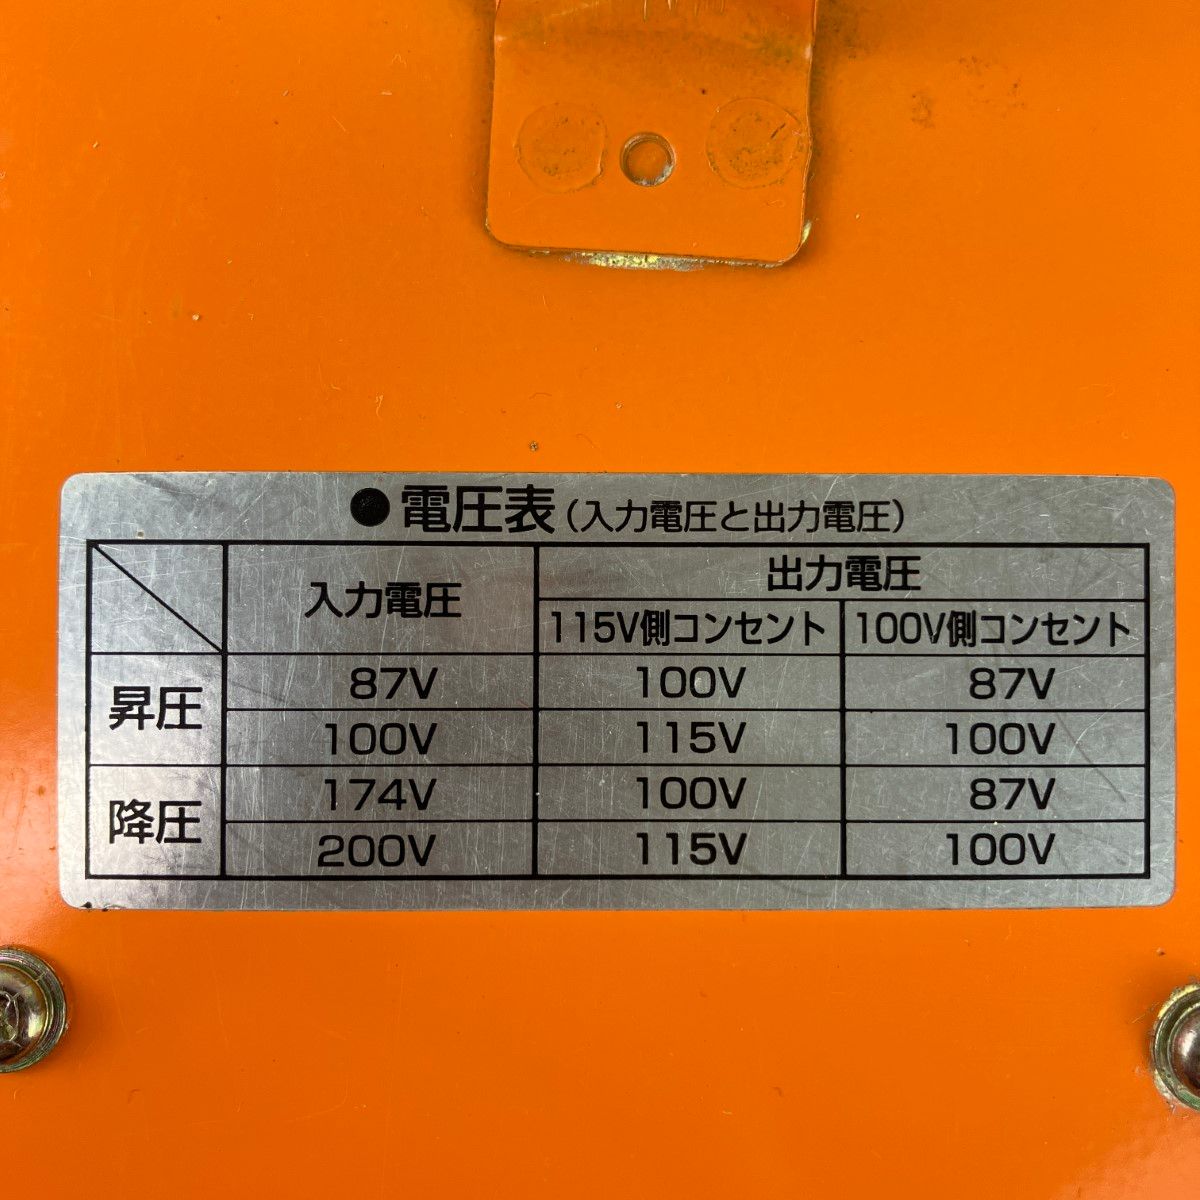 ●電圧表（入力電圧と出力電圧）
入力電圧 出力電圧
115V側コンセント 100V側コンセント
昇圧 87V 100V 87V
100V 115V 100V
降圧 174V 100V 87V
200V 115V 100V